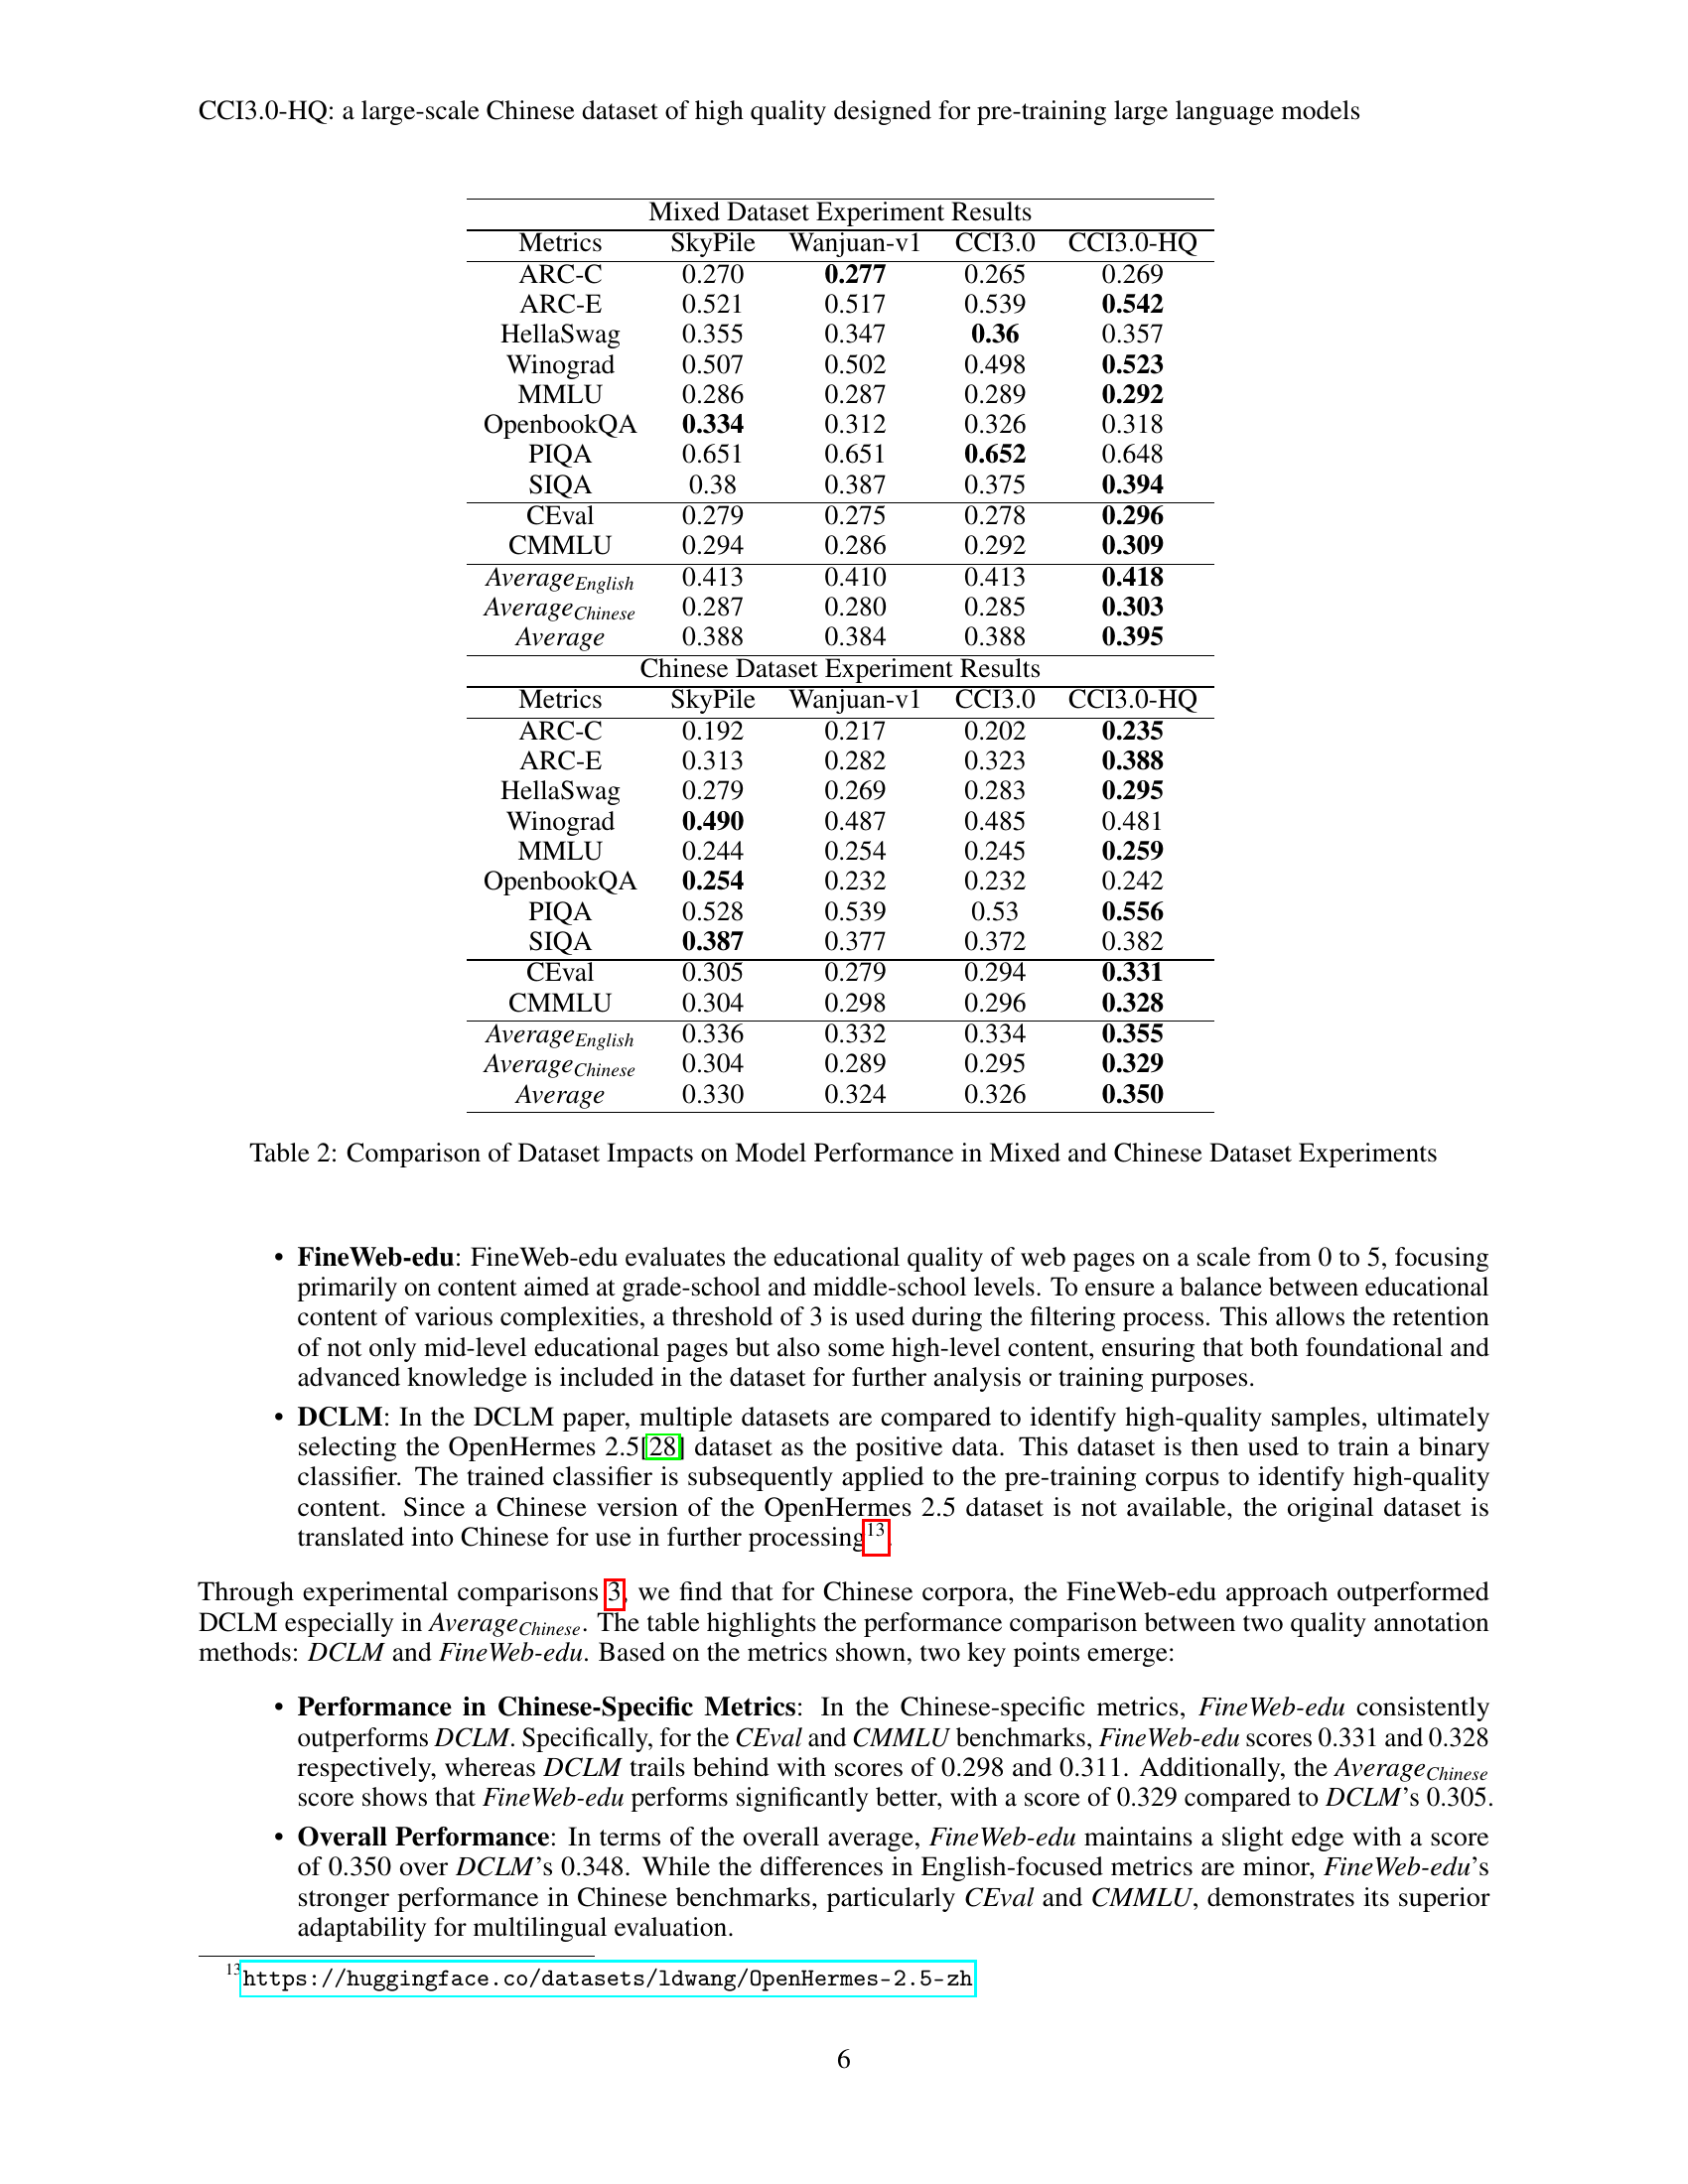 CCI3.0-HQ: a large-scale Chinese dataset of high quality designed for pre-training large language models
Mixed Dataset Experiment Results
Metrics SkyPile Wanjuan-v1 CCI3.0 CCI3.0-HQ
ARC-C 0.270 0.277 0.265 0.269
ARC-E 0.521 0.517 0.539 0.542
HellaSwag 0.355 0.347 0.36 0.357
Winograd 0.507 0.502 0.498 0.523
MMLU 0.286 0.287 0.289 0.292
OpenbookQA 0.334 0.312 0.326 0.318
PIQA 0.651 0.651 0.652 0.648
SIQA 0.38 0.387 0.375 0.394
CEval 0.279 0.275 0.278 0.296
CMMLU 0.294 0.286 0.292 0.309
Average English 0.413 0.410 0.413 0.418
Average Chinese 0.287 0.280 0.285 0.303
Average 0.388 0.384 0.388 0.395
Chinese Dataset Experiment Results
Metrics SkyPile Wanjuan-v1 CCI3.0 CCI3.0-HQ
ARC-C 0.192 0.217 0.202 0.235
ARC-E 0.313 0.282 0.323 0.388
HellaSwag 0.279 0.269 0.283 0.295
Winograd 0.490 0.487 0.485 0.481
MMLU 0.244 0.254 0.245 0.259
OpenbookQA 0.254 0.232 0.232 0.242
PIQA 0.528 0.539 0.53 0.556
SIQA 0.387 0.377 0.372 0.382
CEval 0.305 0.279 0.294 0.331
CMMLU 0.304 0.298 0.296 0.328
Average English 0.336 0.332 0.334 0.355
Average Chinese 0.304 0.289 0.295 0.329
Average 0.330 0.324 0.326 0.350
Table 2: Comparison of Dataset Impacts on Model Performance in Mixed and Chinese Dataset Experiments
• FineWeb-edu: FineWeb-edu evaluates the educational quality of web pages on a scale from 0 to 5, focusing
primarily on content aimed at grade-school and middle-school levels. To ensure a balance between educational
content of various complexities, a threshold of 3 is used during the filtering process. This allows the retention
of not only mid-level educational pages but also some high-level content, ensuring that both foundational and
advanced knowledge is included in the dataset for further analysis or training purposes.
• DCLM: In the DCLM paper, multiple datasets are compared to identify high-quality samples, ultimately
selecting the OpenHermes 2.5[28] dataset as the positive data. This dataset is then used to train a binary
classifier. The trained classifier is subsequently applied to the pre-training corpus to identify high-quality
content. Since a Chinese version of the OpenHermes 2.5 dataset is not available, the original dataset is
translated into Chinese for use in further processing13.
Through experimental comparisons 3, we find that for Chinese corpora, the FineWeb-edu approach outperformed
DCLM especially in Average Chinese. The table highlights the performance comparison between two quality annotation
methods: DCLM and FineWeb-edu. Based on the metrics shown, two key points emerge:
• Performance in Chinese-Specific Metrics: In the Chinese-specific metrics, FineWeb-edu consistently
outperforms DCLM. Specifically, for the CEval and CMMLU benchmarks, FineWeb-edu scores 0.331 and 0.328
respectively, whereas DCLM trails behind with scores of 0.298 and 0.311. Additionally, the Average Chinese
score shows that FineWeb-edu performs significantly better, with a score of 0.329 compared to DCLM's 0.305.
• Overall Performance: In terms of the overall average, FineWeb-edu maintains a slight edge with a score
of 0.350 over DCLM's 0.348. While the differences in English-focused metrics are minor, FineWeb-edu's
stronger performance in Chinese benchmarks, particularly CEval and CMMLU, demonstrates its superior
adaptability for multilingual evaluation.
13https://huggingface.co/datasets/ldwang/OpenHermes-2.5-zh
6